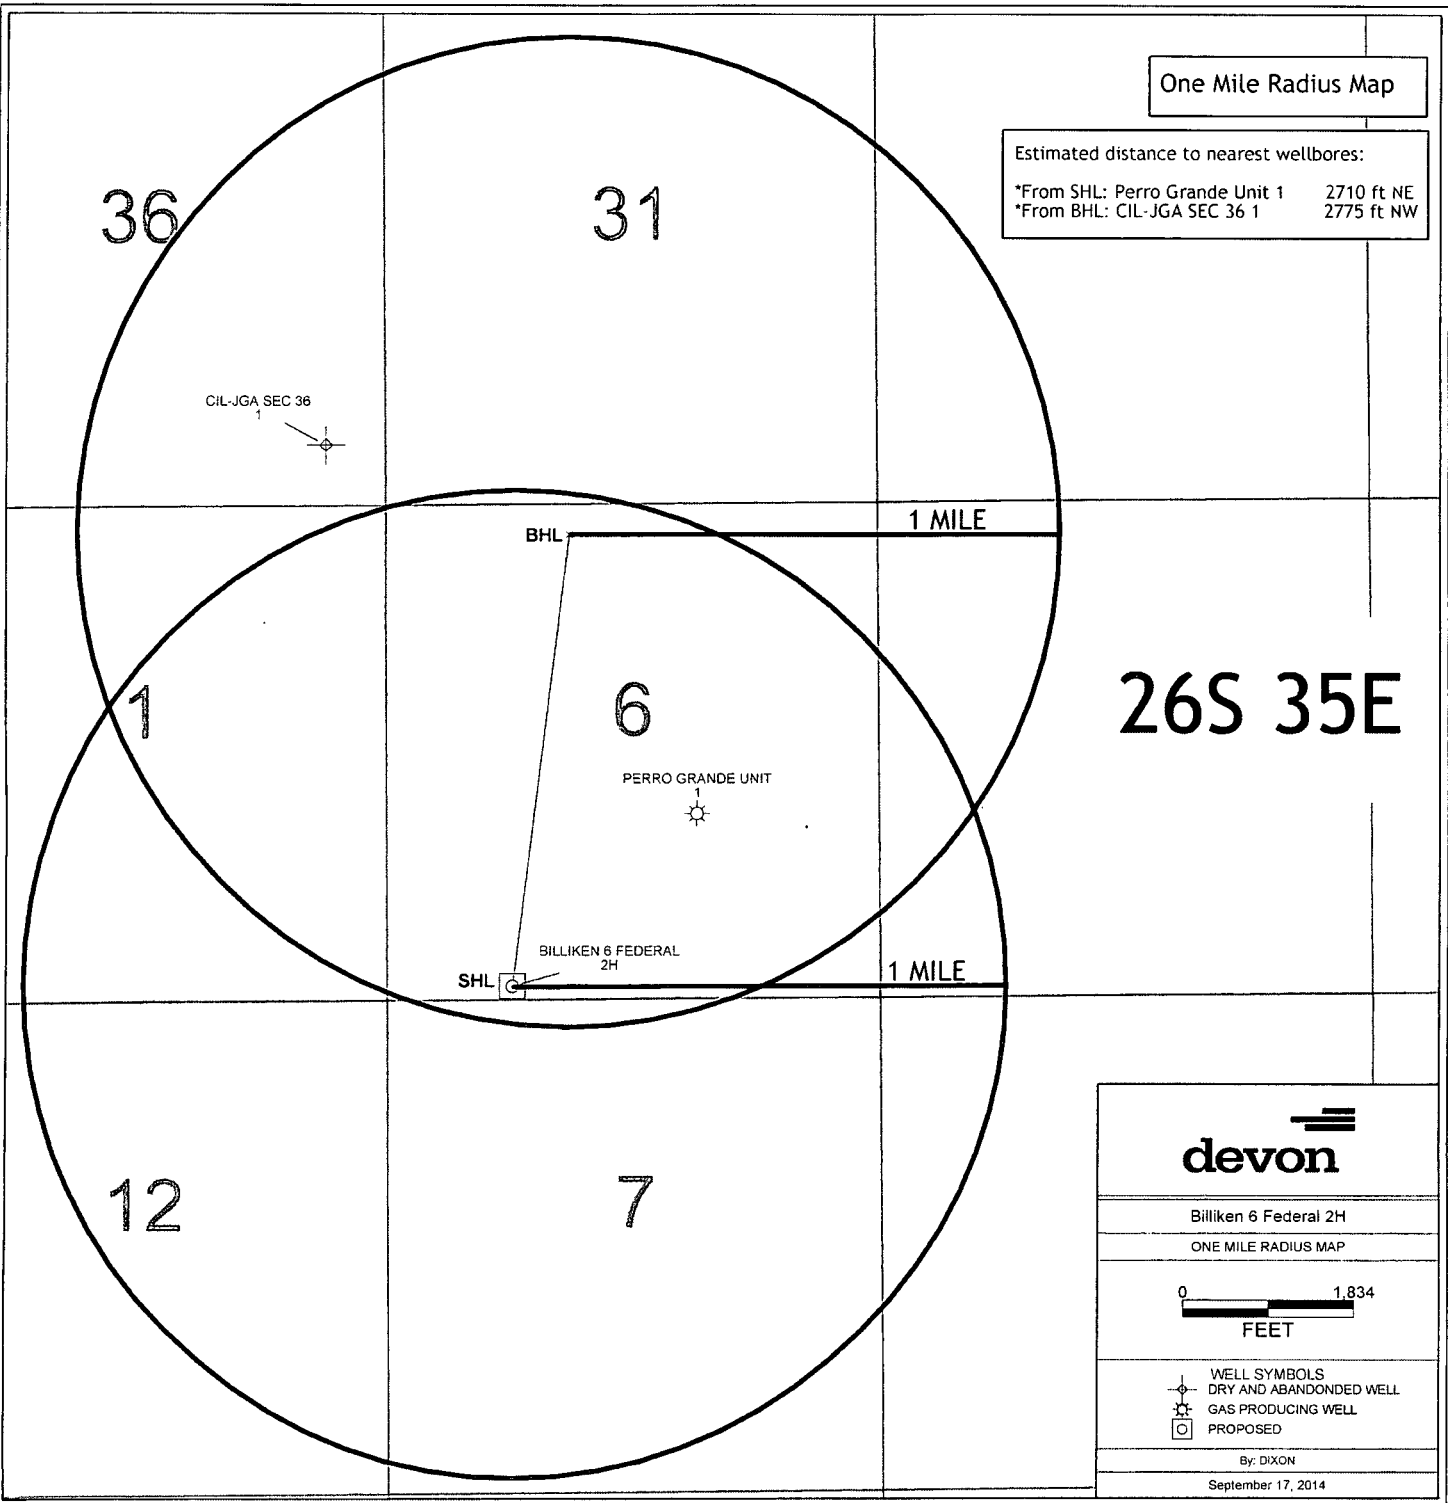 One Mile Radius Map
Estimated distance to nearest wellbores:
*From SHL: Perro Grande Unit 1 2710 ft NE
*From BHL: CIL-JGA SEC 36 1 2775 ft NW
36
31
CIL-JGA SEC 36
1
BHL
1 MILE
1
6
26S 35E
PERRO GRANDE UNIT
1
BILLIKEN 6 FEDERAL
2H
SHL
1 MILE
12
7
devon
Billiken 6 Federal 2H
ONE MILE RADIUS MAP
0 1,834
FEET
WELL SYMBOLS
DRY AND ABANDONDED WELL
GAS PRODUCING WELL
PROPOSED
By: DIXON
September 17, 2014